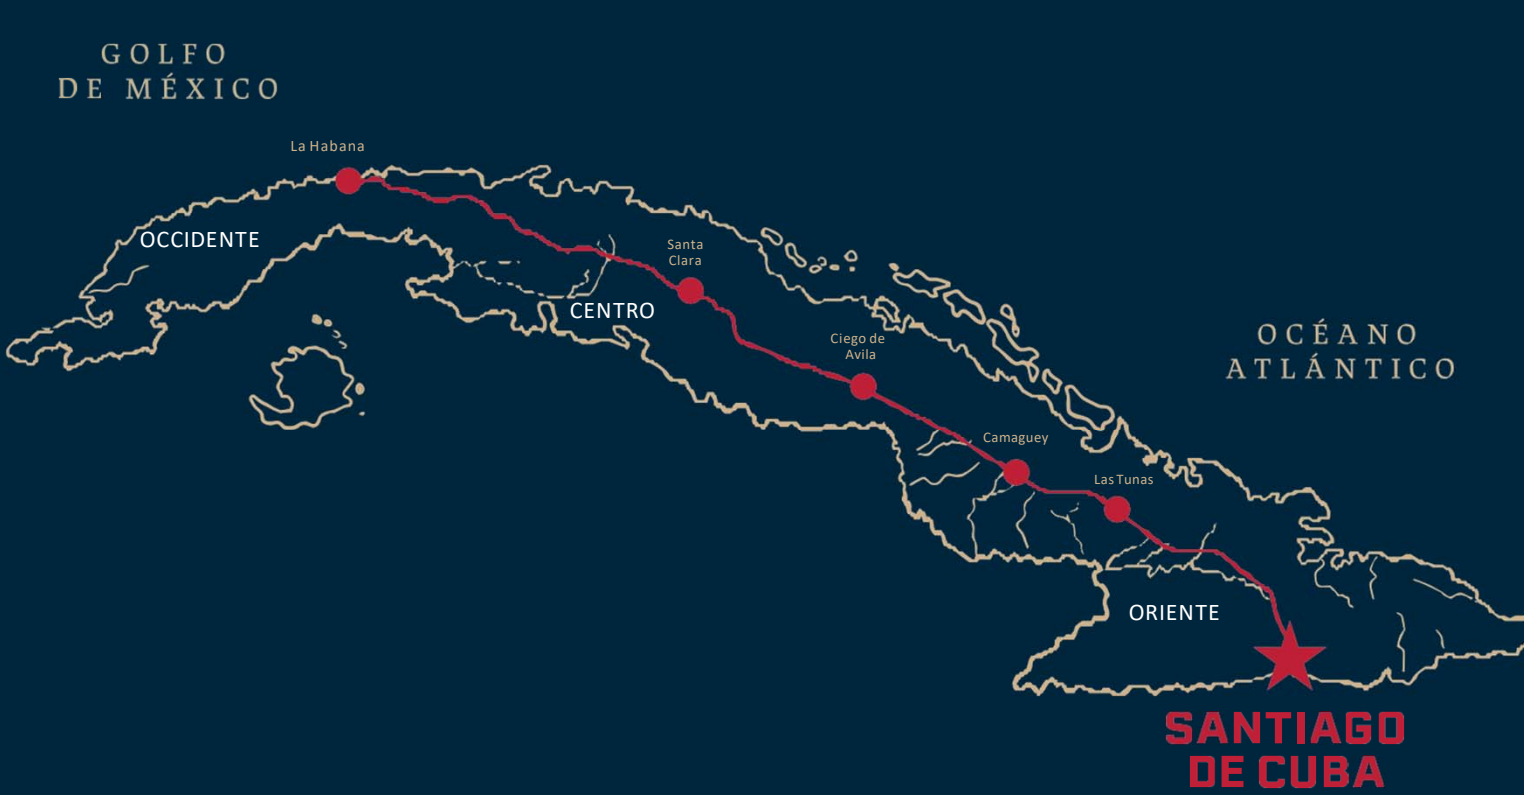 GOLFO
DE MÉXICO
La Habana
OCCIDENTE
Santa
Clara
CENTRO
Ciego de
Avila
OCÉANO
ATLÁNTICO
Camaguey
Las Tunas
ORIENTE
SANTIAGO
DE CUBA